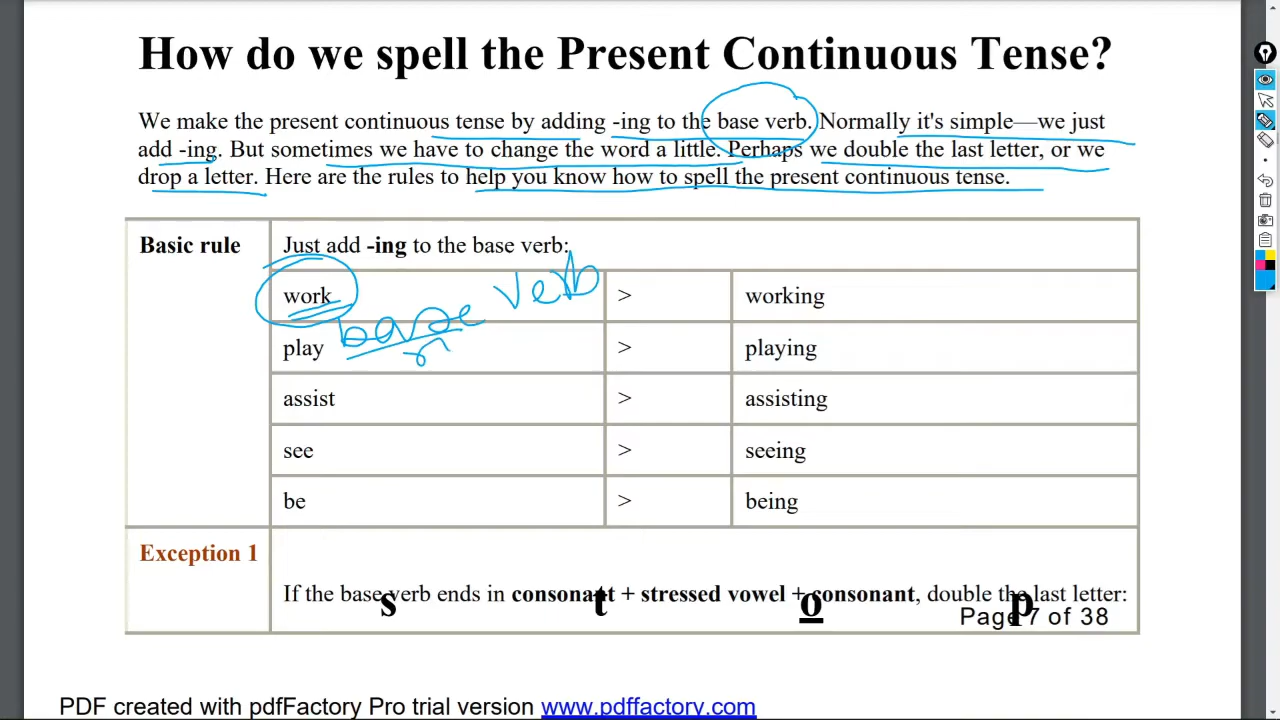 How do we spell the Present Continuous Tense?
We make the present continuous tense by adding -ing to the base verb. Normally it's simple—we just
add -ing. But sometimes we have to change the word a little. Perhaps we double the last letter, or we
drop a letter. Here are the rules to help you know how to spell the present continuous tense.
Basic rule Just add -ing to the base verb:
work > working
base verb
play > playing
assist > assisting
see > seeing
be > being
Exception 1
If the base verb ends in consonant + stressed vowel + consonant, double the last letter:
s t o p
Page 7 of 38
PDF created with pdfFactory Pro trial version www.pdffactory.com